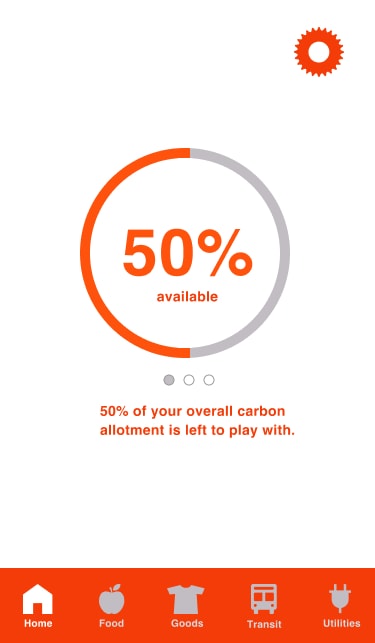 50%
available
50% of your overall carbon
allotment is left to play with.
Home Food Goods Transit Utilities